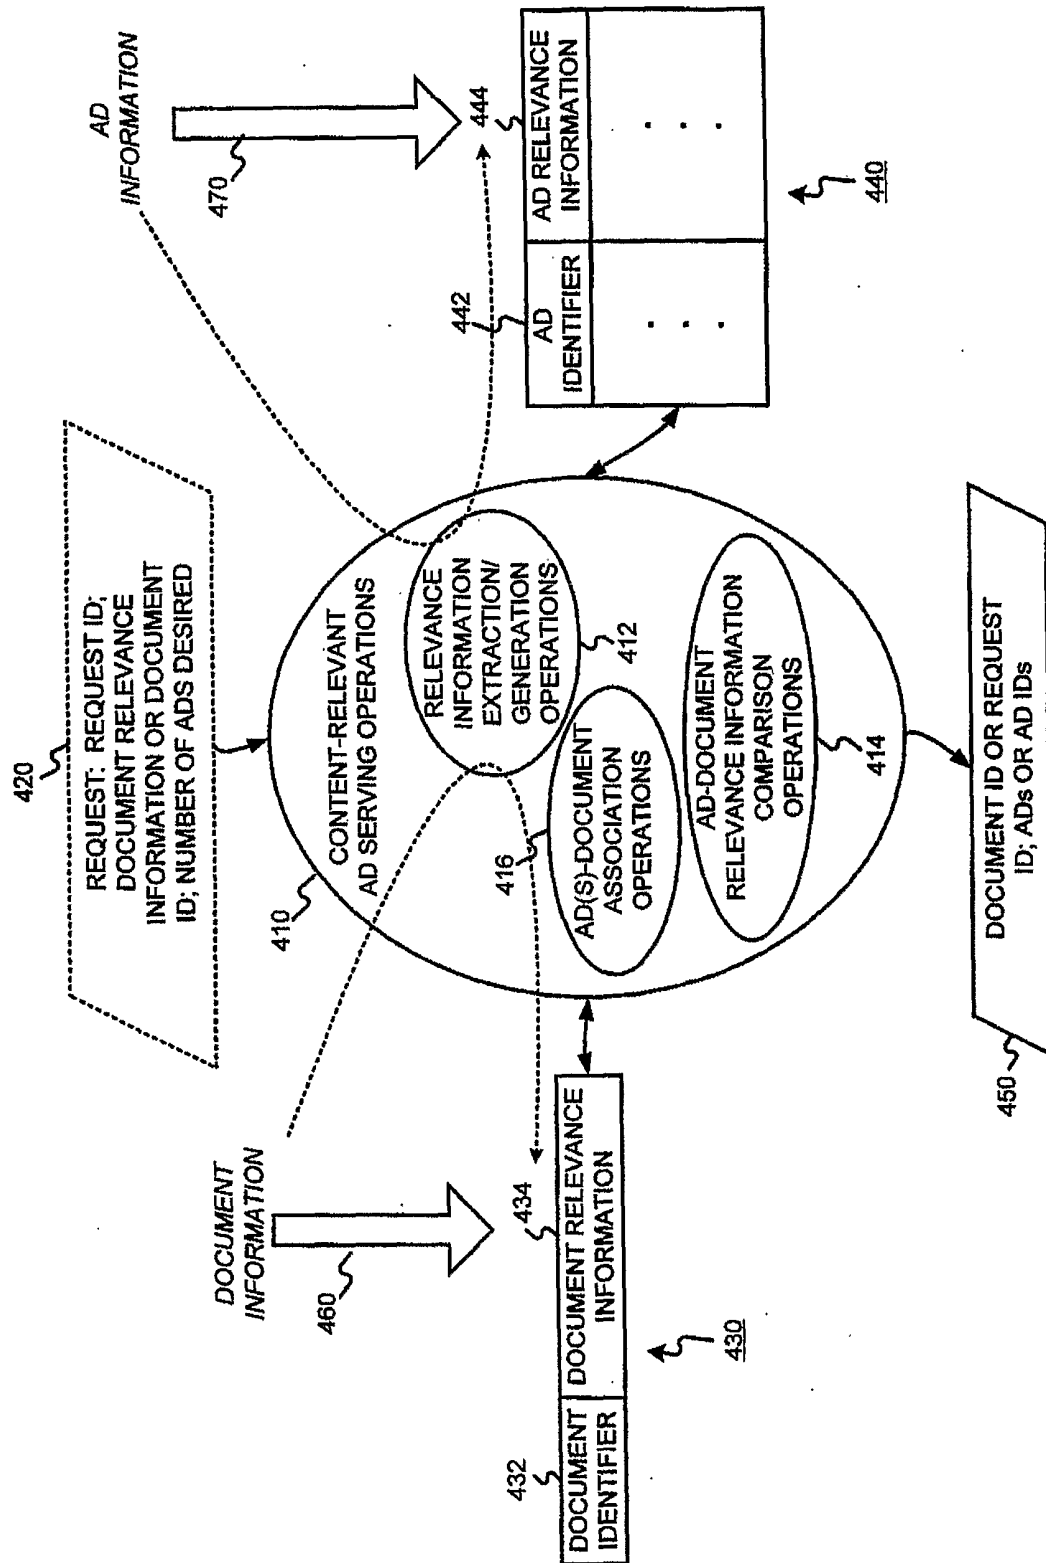 420
REQUEST: REQUEST ID;
DOCUMENT RELEVANCE
INFORMATION OR DOCUMENT
ID; NUMBER OF ADS DESIRED
AD
INFORMATION
470
DOCUMENT
INFORMATION
460
410
CONTENT-RELEVANT
AD SERVING OPERATIONS
RELEVANCE
INFORMATION
EXTRACTION/
GENERATION
OPERATIONS
412
416
AD(S)-DOCUMENT
ASSOCIATION
OPERATIONS
AD-DOCUMENT
RELEVANCE INFORMATION
COMPARISON
OPERATIONS
414
432
434
DOCUMENT
IDENTIFIER
DOCUMENT RELEVANCE
INFORMATION
430
442
444
AD
IDENTIFIER
AD RELEVANCE
INFORMATION
440
450
DOCUMENT ID OR REQUEST
ID; ADs OR AD IDs